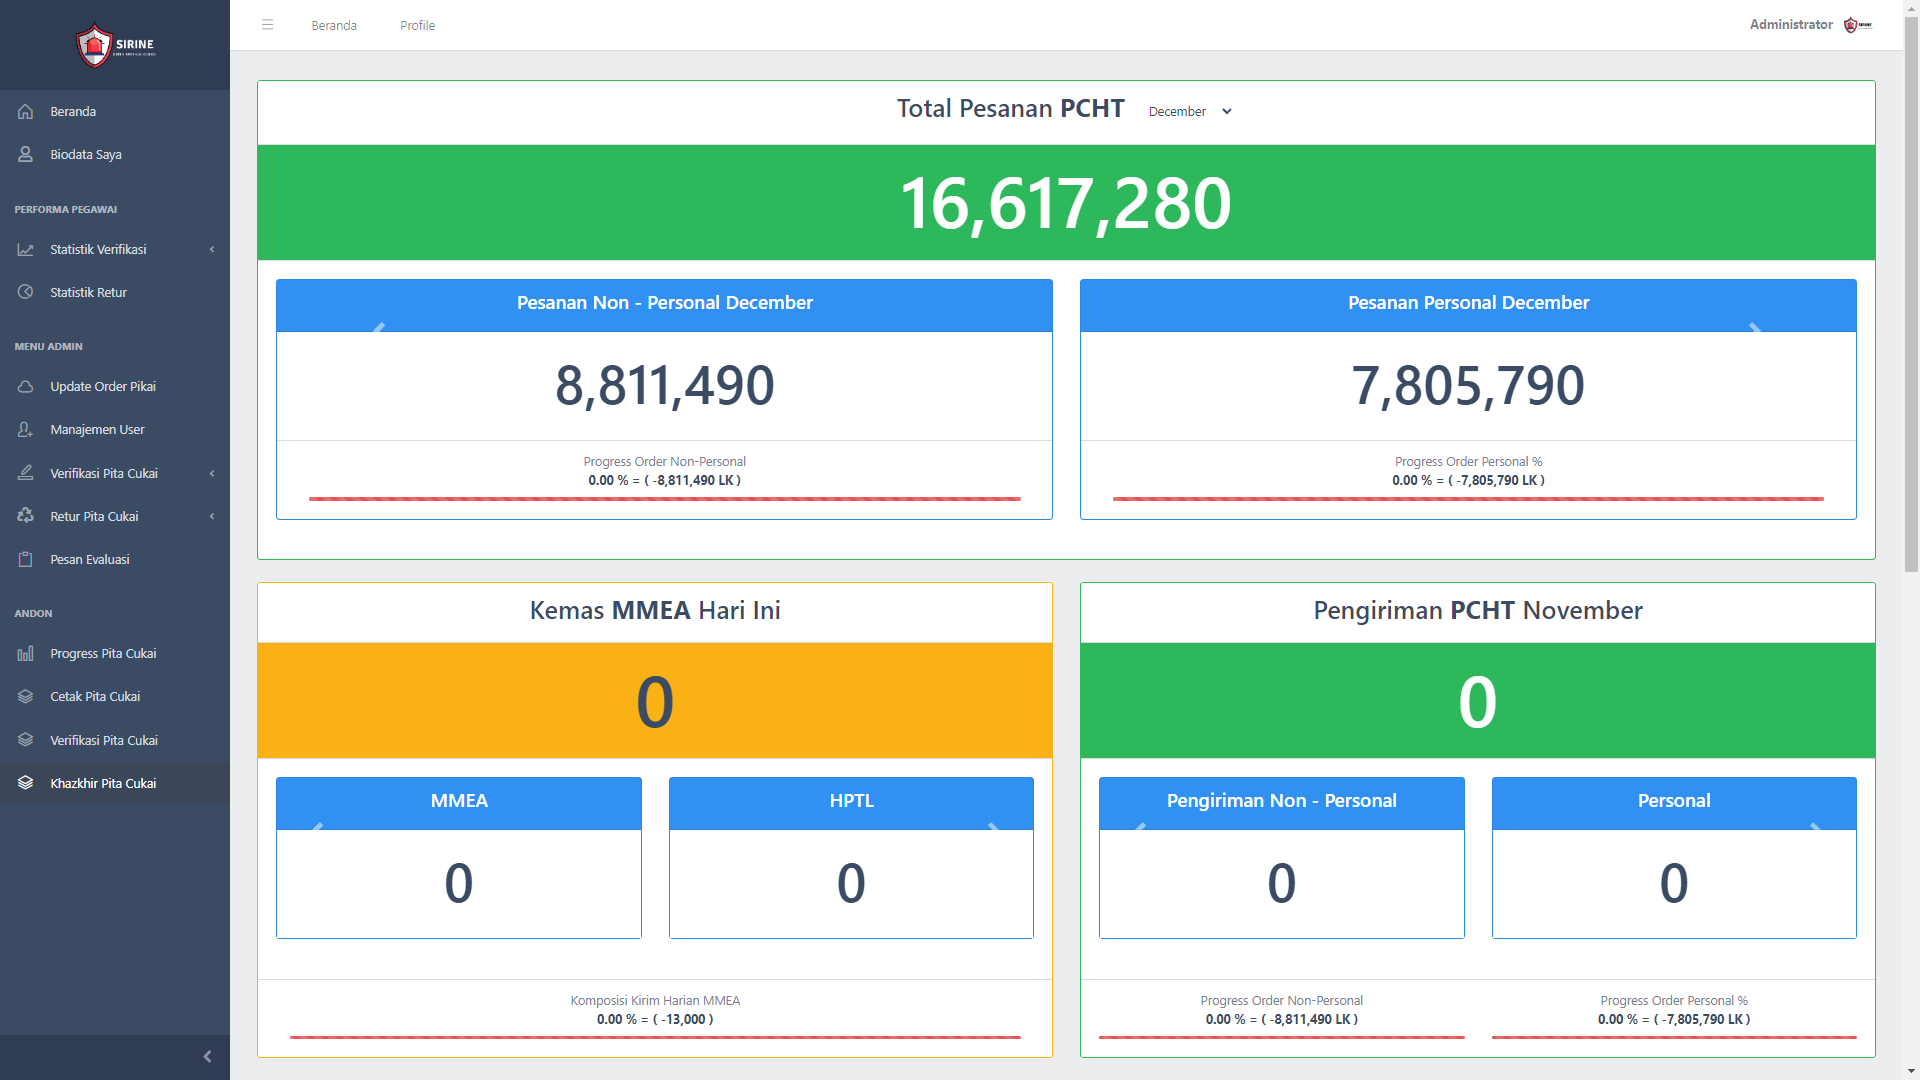 SIRINE
Beranda
Profile
Administrator
Beranda
Biodata Saya
PERFORMA PEGAWAI
Statistik Verifikasi
Statistik Retur
MENU ADMIN
Update Order Pikai
Manajemen User
Verifikasi Pita Cukai
Retur Pita Cukai
Pesan Evaluasi
ANDON
Progress Pita Cukai
Cetak Pita Cukai
Verifikasi Pita Cukai
Khazkhir Pita Cukai
Total Pesanan PCHT December
16,617,280
Pesanan Non - Personal December
8,811,490
Progress Order Non-Personal
0.00 % = ( -8,811,490 LK )
Pesanan Personal December
7,805,790
Progress Order Personal %
0.00 % = ( -7,805,790 LK )
Kemas MMEA Hari Ini
0
MMEA
0
HPTL
0
Komposisi Kirim Harian MMEA
0.00 % = ( -13,000 )
Pengiriman PCHT November
0
Pengiriman Non - Personal
0
Personal
0
Progress Order Non-Personal
0.00 % = ( -8,811,490 LK )
Progress Order Personal %
0.00 % = ( -7,805,790 LK )